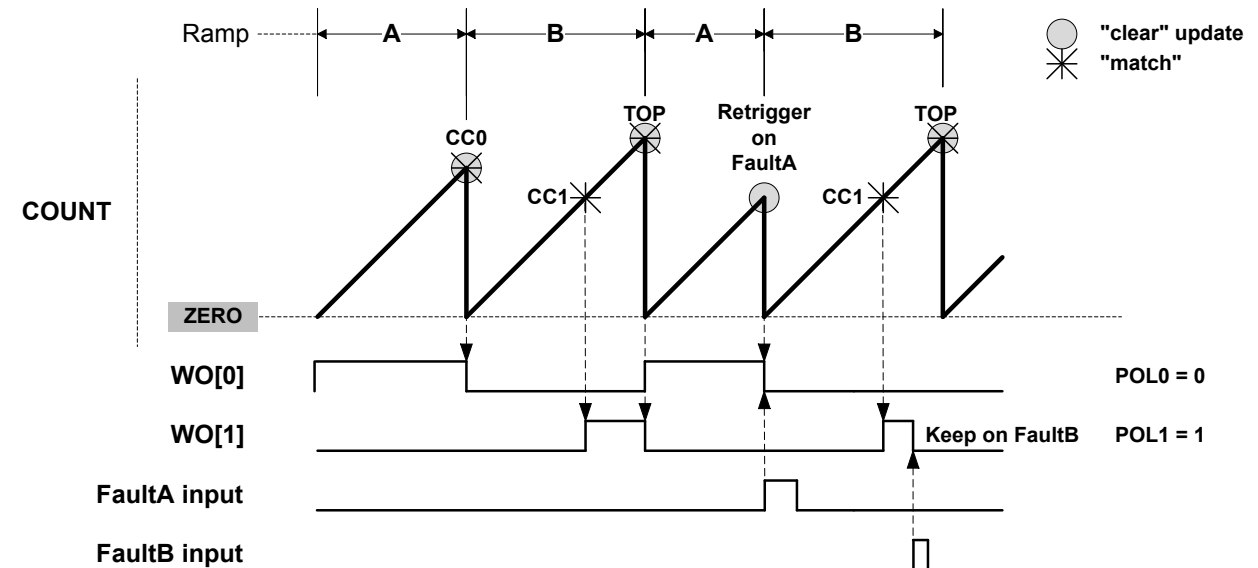 Ramp A B A B "clear" update
"match"
TOP Retrigger TOP
CC0 on
FaultA
COUNT CC1 CC1
ZERO
WO[0] POL0 = 0
WO[1] Keep on FaultB POL1 = 1
FaultA input
FaultB input